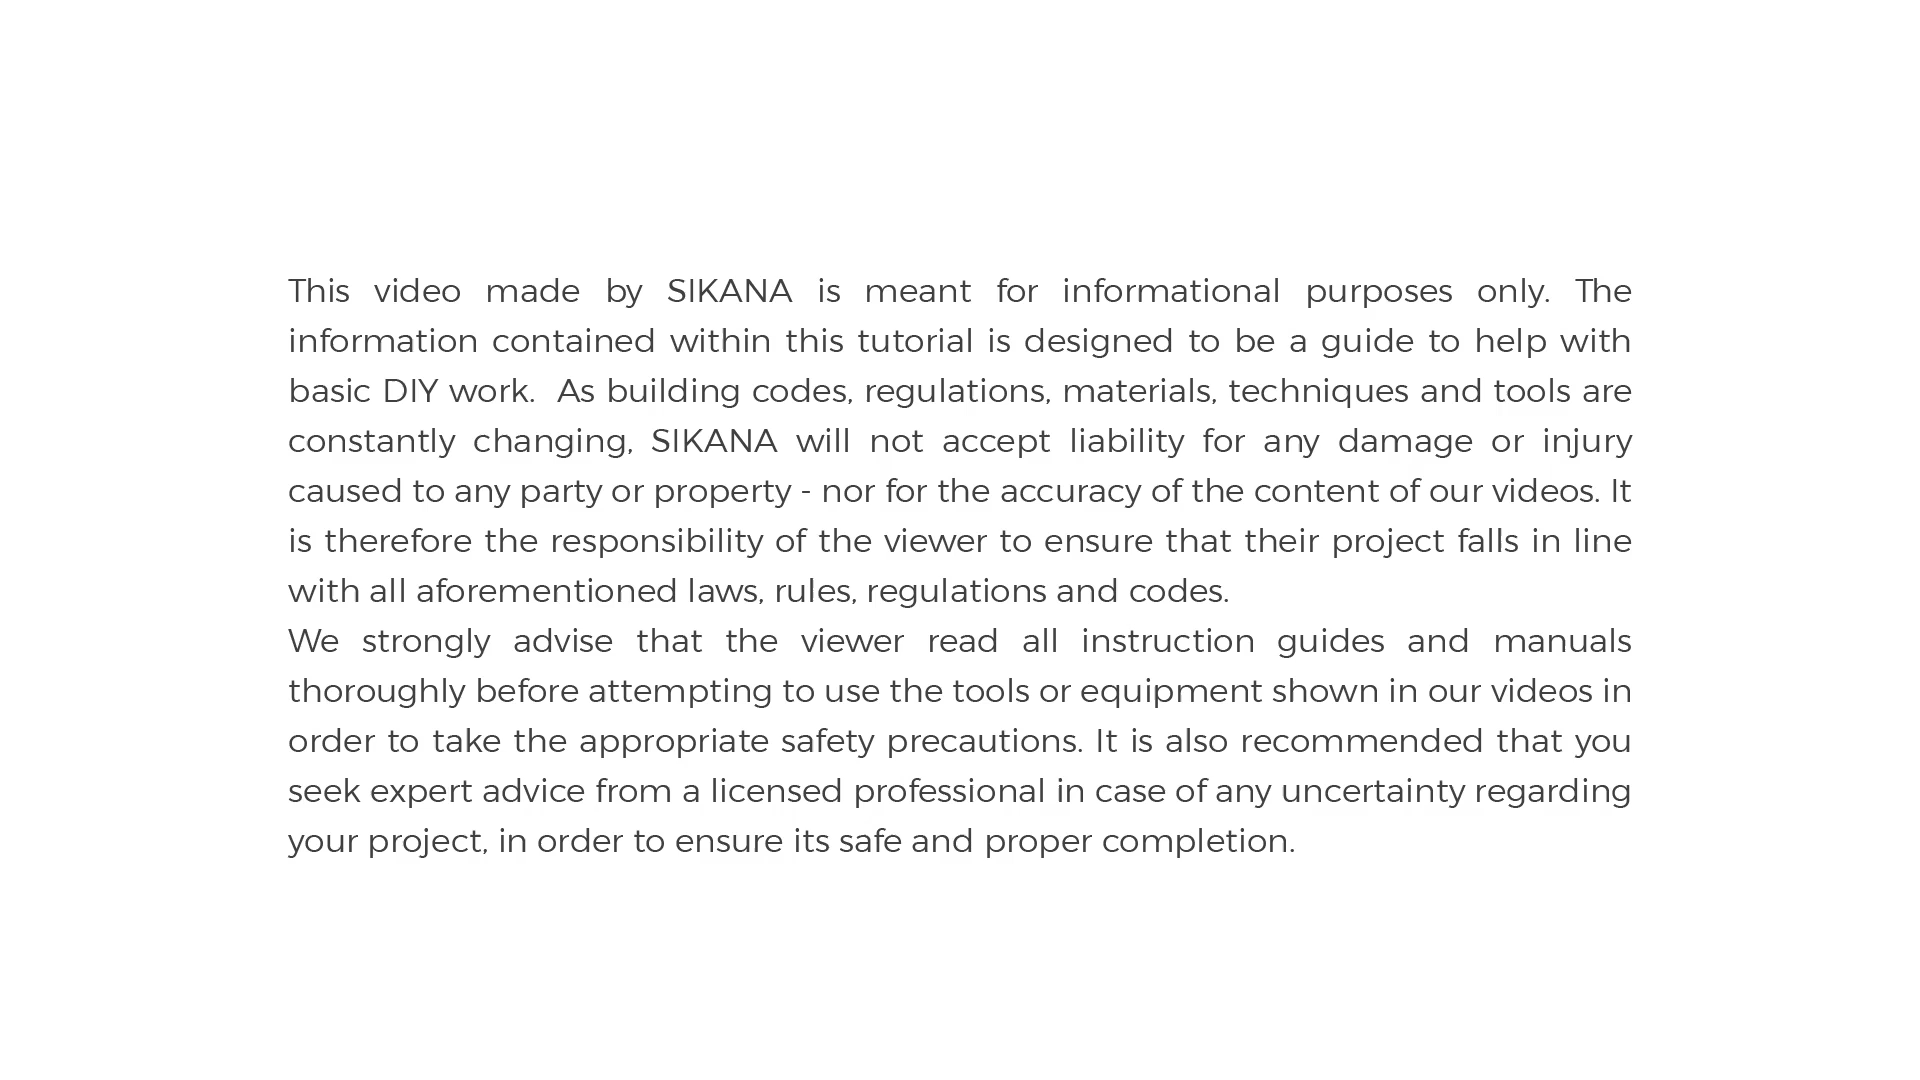 This video made by SIKANA is meant for informational purposes only. The
information contained within this tutorial is designed to be a guide to help with
basic DIY work.  As building codes, regulations, materials, techniques and tools are
constantly changing, SIKANA will not accept liability for any damage or injury
caused to any party or property - nor for the accuracy of the content of our videos. It
is therefore the responsibility of the viewer to ensure that their project falls in line
with all aforementioned laws, rules, regulations and codes.
We strongly advise that the viewer read all instruction guides and manuals
thoroughly before attempting to use the tools or equipment shown in our videos in
order to take the appropriate safety precautions. It is also recommended that you
seek expert advice from a licensed professional in case of any uncertainty regarding
your project, in order to ensure its safe and proper completion.